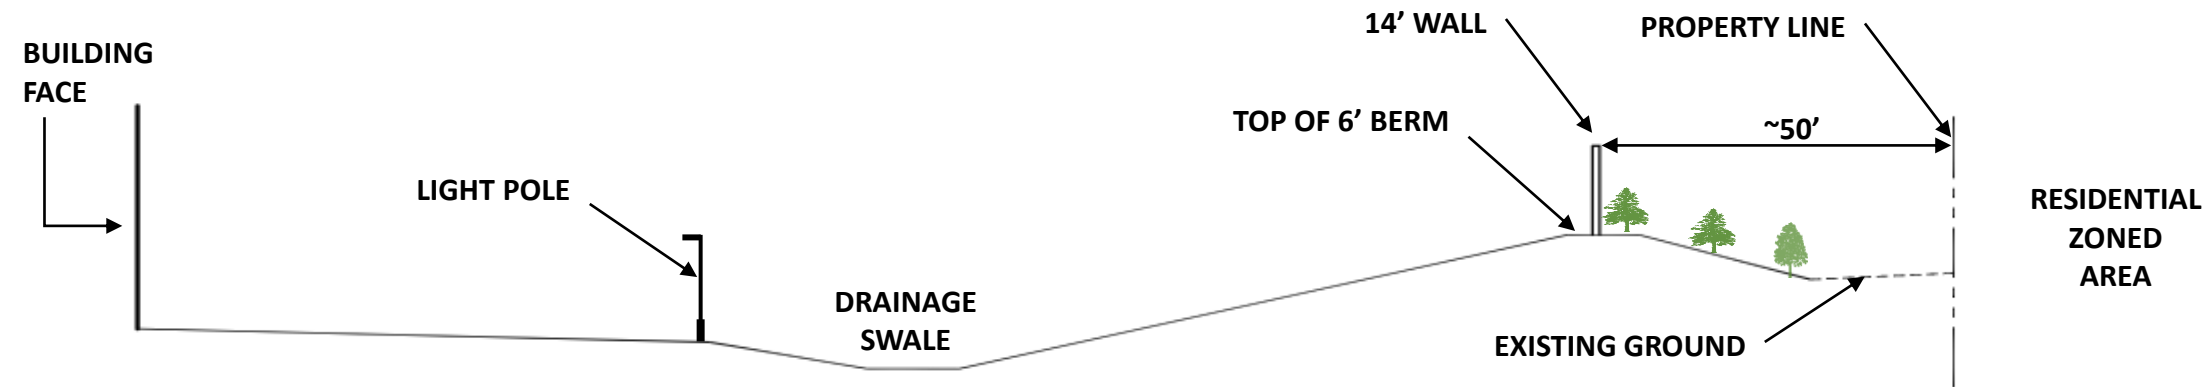 BUILDING
FACE
LIGHT POLE
DRAINAGE
SWALE
TOP OF 6’ BERM
14’ WALL
PROPERTY LINE
~50’
EXISTING GROUND
RESIDENTIAL
ZONED
AREA